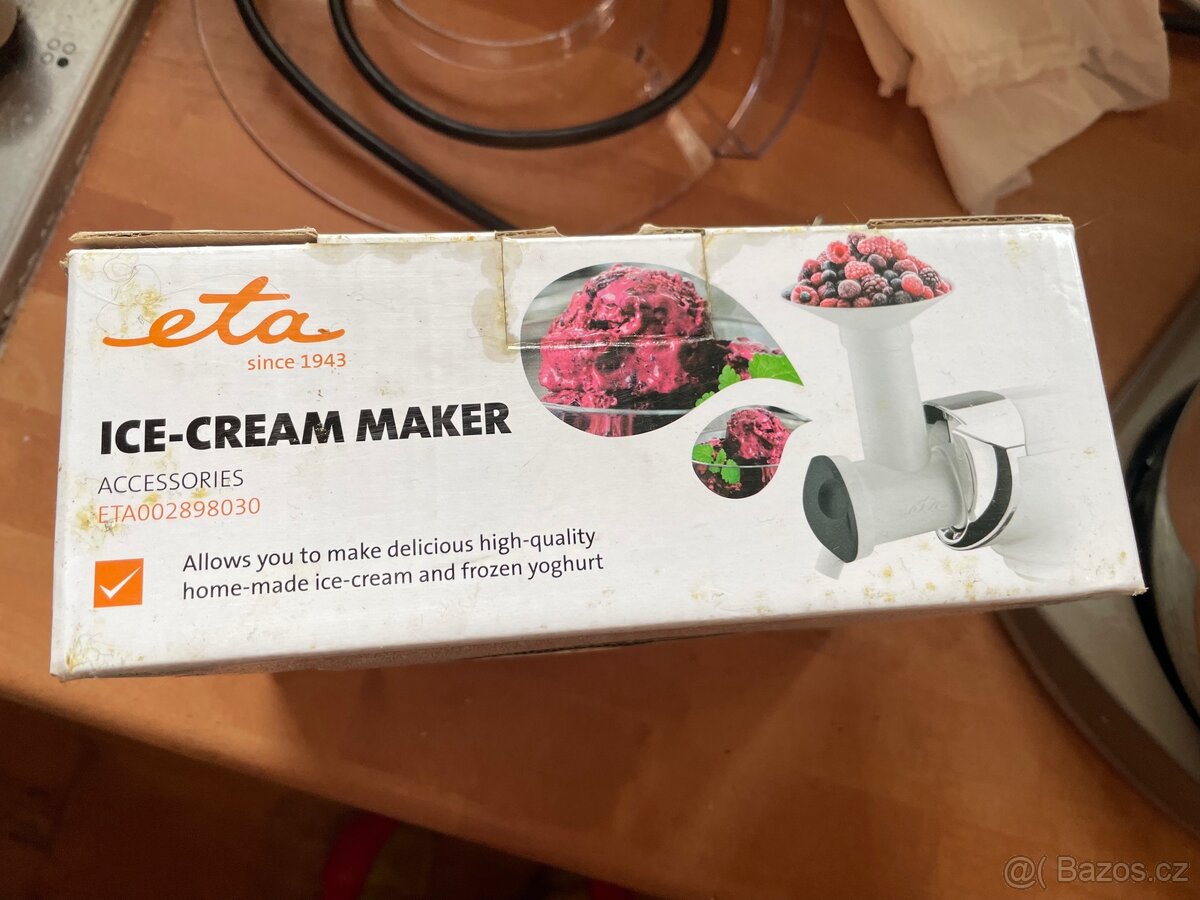 eta
since 1943
ICE-CREAM MAKER
ACCESSORIES
ETA002898030
Allows you to make delicious high-quality
home-made ice-cream and frozen yoghurt
eta
@( Bazos.cz